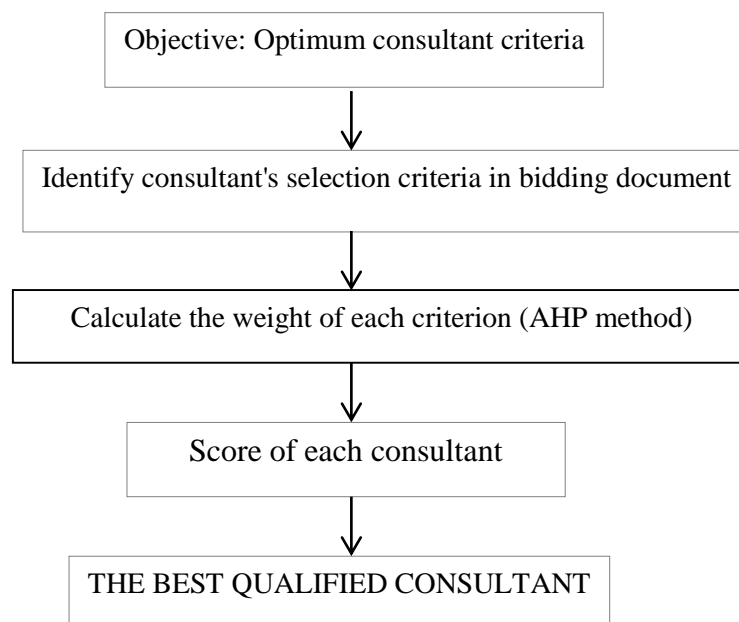 Objective: Optimum consultant criteria
Identify consultant's selection criteria in bidding document
Calculate the weight of each criterion (AHP method)
Score of each consultant
THE BEST QUALIFIED CONSULTANT